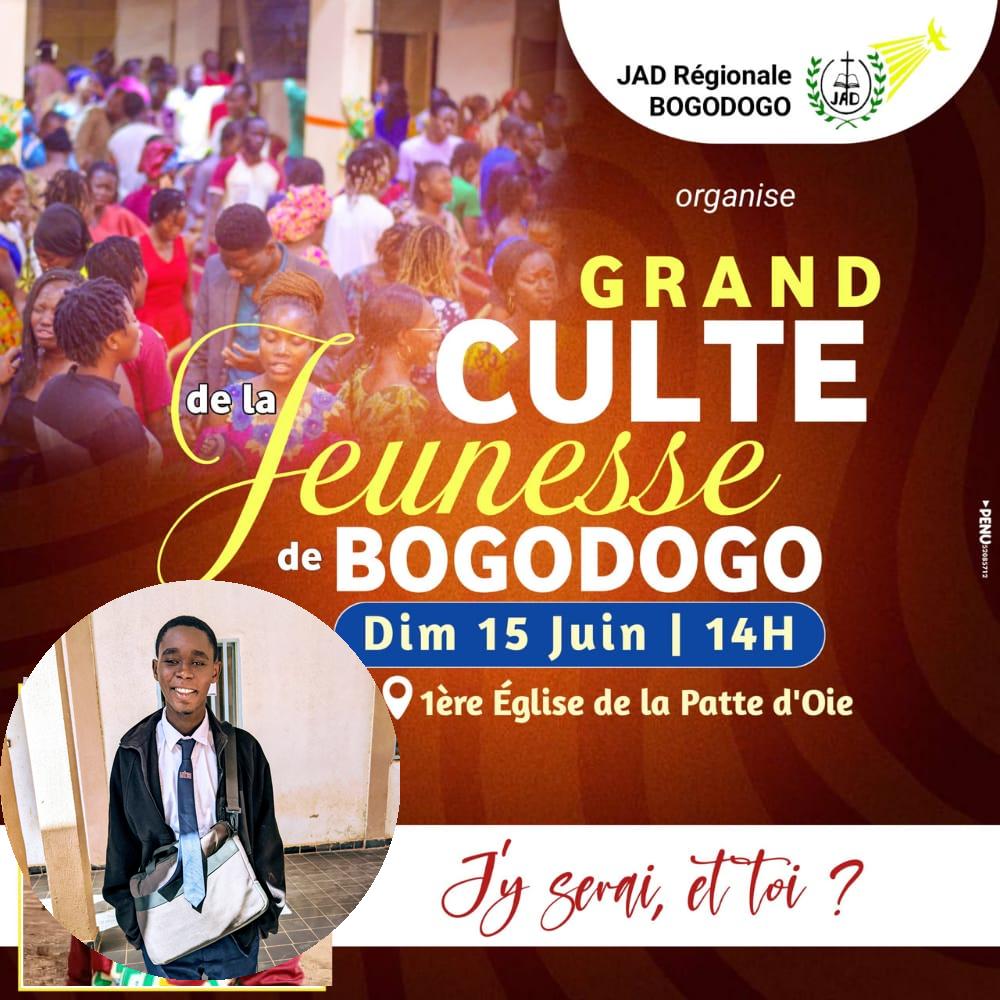 JAD Régionale
BOGODOGO
JAD
organise
GRAND
CULTE
de la
Jeunesse
de BOGODOGO
Dim 15 Juin | 14H
1ère Église de la Patte d'Oie
J'y serai, et toi ?
PENU